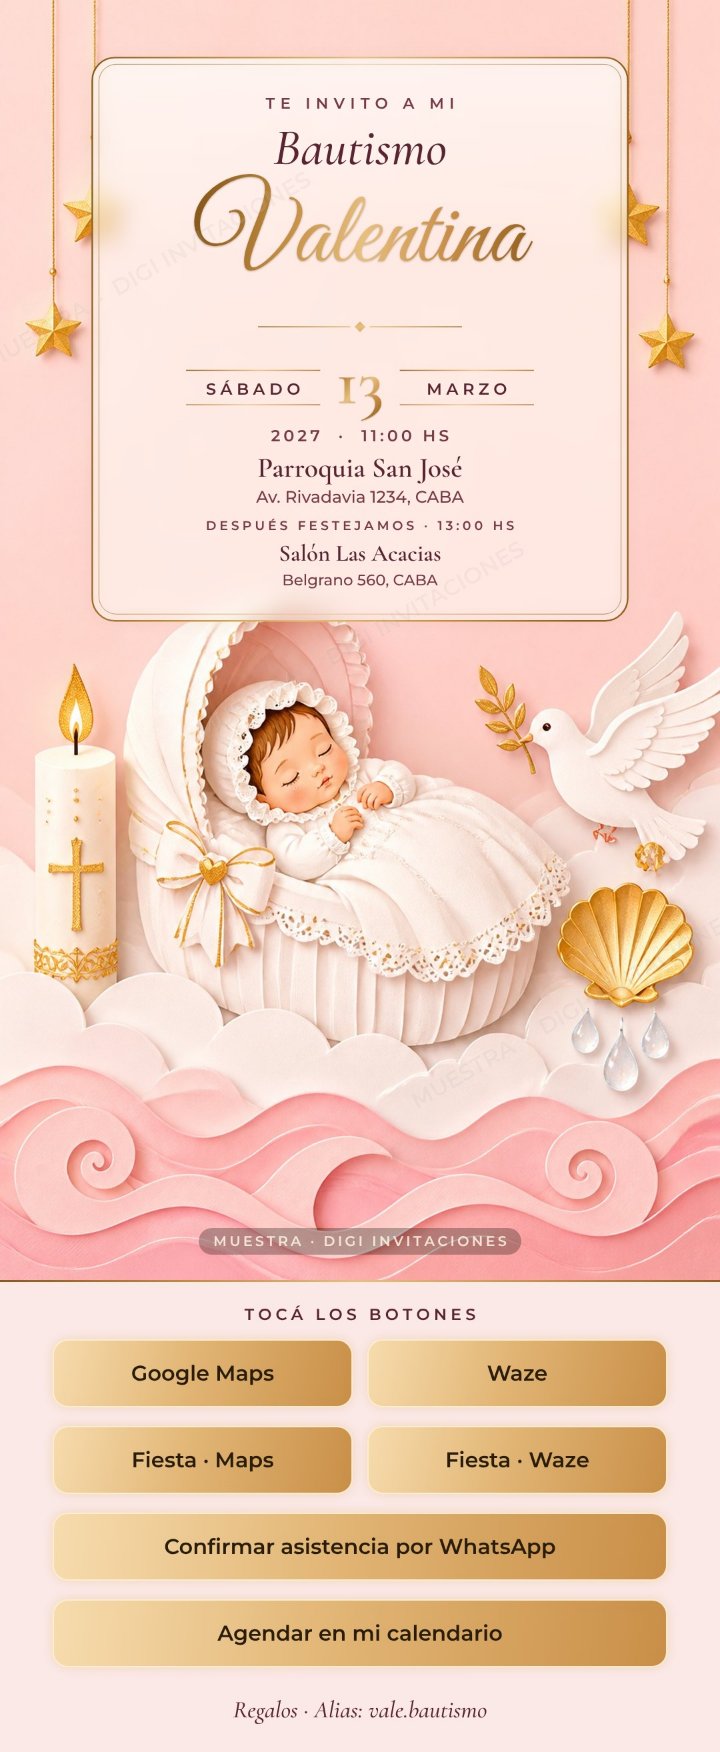 TE INVITO A MI
Bautismo
Valentina
SÁBADO 13 MARZO
2027 · 11:00 HS
Parroquia San José
Av. Rivadavia 1234, CABA
DESPUÉS FESTEJAMOS · 13:00 HS
Salón Las Acacias
Belgrano 560, CABA
MUESTRA · DIGI INVITACIONES
TOCÁ LOS BOTONES
Google Maps
Waze
Fiesta · Maps
Fiesta · Waze
Confirmar asistencia por WhatsApp
Agendar en mi calendario
Regalos · Alias: vale.bautismo